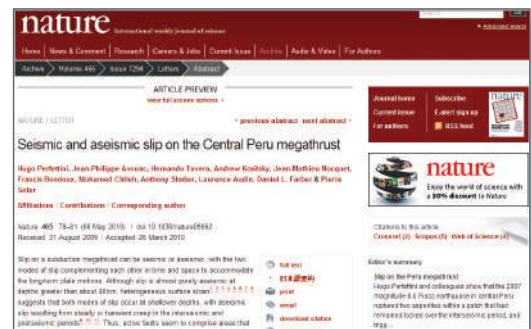 nature International weekly journal of science
Advanced search
Home | News & Comment | Research | Careers & Jobs | Current Issue | Archive | Audio & Video | For Authors
Archive Volume 465 Issue 7294 Letters Abstract
ARTICLE PREVIEW
view full access options
NATURE | LETTER
previous abstract next abstract
Seismic and aseismic slip on the Central Peru megathrust
Hugo Perfettini, Jean-Philippe Avouac, Hernando Tavera, Andrew Kositsky, Jean-Mathieu Nocquet,
Francis Bondoux, Mohamed Chlieh, Anthony Sladen, Laurence Audin, Daniel L. Farber & Pierre
Soler
Affiliations | Contributions | Corresponding author
Nature 465, 78–81 (06 May 2010) | doi:10.1038/nature09062
Received 31 August 2009 | Accepted 26 March 2010
Slip on a subduction megathrust can be seismic or aseismic, with the two
modes of slip complementing each other in time and space to accommodate
the long-term plate motions. Although slip is almost purely aseismic at
depths greater than about 40km, heterogeneous surface strain
suggests that both modes of slip occur at shallower depths, with aseismic
slip resulting from steady or transient creep in the interseismic and
postseismic periods. Thus, active faults seem to comprise areas that
full text
日本語要約
print
email
download citation
Journal home
Current issue
For authors
Subscribe
E-alert sign up
RSS feed
nature
nature
Enjoy the world of science with
a 30% discount to Nature
Citations to this article
Crossref (2) Scopus (5) Web of Science (4)
Editor's summary
Slip on the Peru megathrust
Hugo Perfettini and colleagues show that the 2007
magnitude-8.0 Pisco earthquake in central Peru
ruptured two asperities within a patch that had
remained locked over the interseismic period, and
trigg...